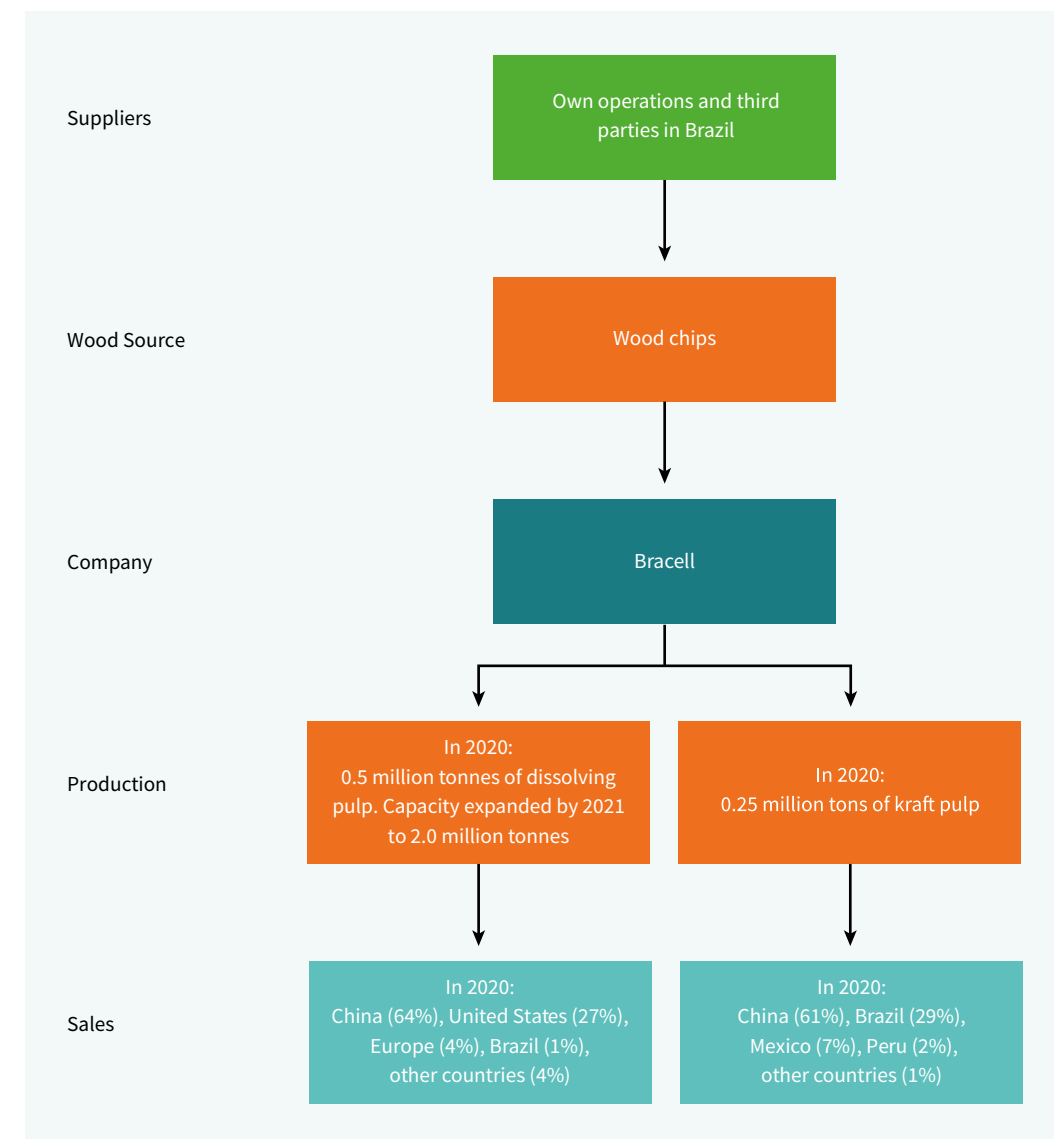 Suppliers
Own operations and third
parties in Brazil
Wood Source
Wood chips
Company
Bracell
Production
In 2020:
0.5 million tonnes of dissolving
pulp. Capacity expanded by 2021
to 2.0 million tonnes
In 2020:
0.25 million tons of kraft pulp
Sales
In 2020:
China (64%), United States (27%),
Europe (4%), Brazil (1%),
other countries (4%)
In 2020:
China (61%), Brazil (29%),
Mexico (7%), Peru (2%),
other countries (1%)